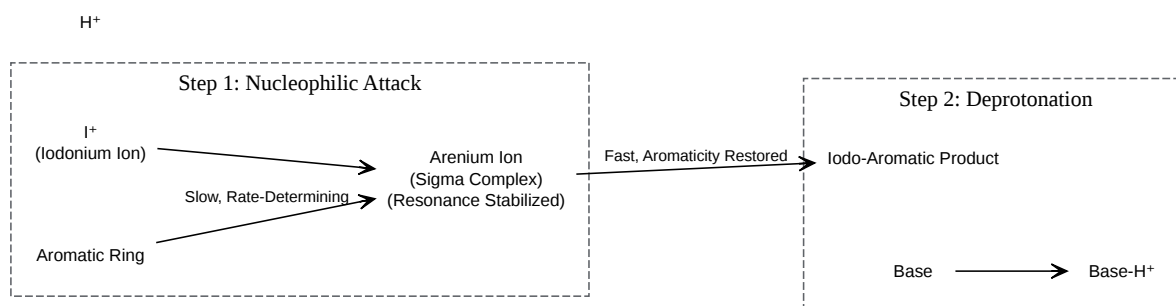 H⁺
Step 1: Nucleophilic Attack
I⁺
(Iodonium Ion)
Slow, Rate-Determining
Aromatic Ring
Arenium Ion
(Sigma Complex)
(Resonance Stabilized)
Fast, Aromaticity Restored
Step 2: Deprotonation
Iodo-Aromatic Product
Base
Base-H⁺